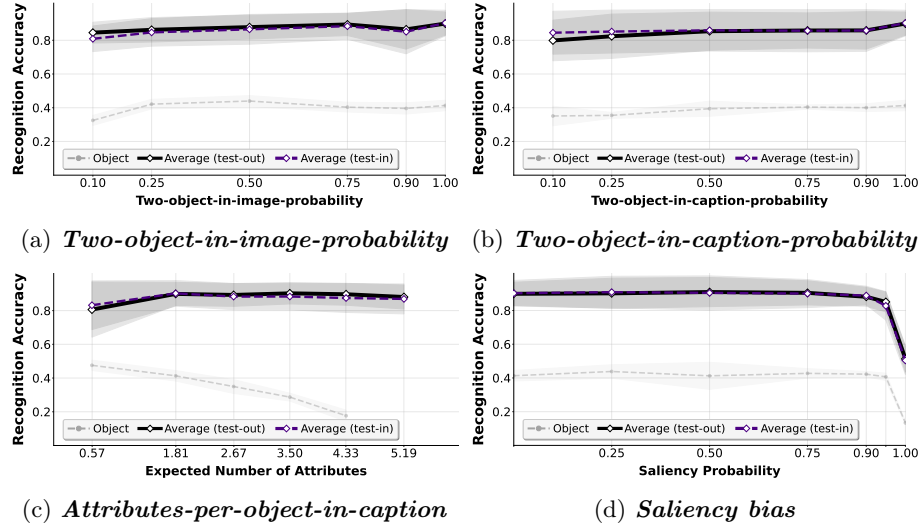 Recognition Accuracy
0.8
0.6
0.4
0.2
Object Average (test-out) Average (test-in)
0.10 0.25 0.50 0.75 0.90 1.00
Two-object-in-image-probability
(a) Two-object-in-image-probability
Recognition Accuracy
0.8
0.6
0.4
0.2
Object Average (test-out) Average (test-in)
0.10 0.25 0.50 0.75 0.90 1.00
Two-object-in-caption-probability
(b) Two-object-in-caption-probability
Recognition Accuracy
0.8
0.6
0.4
0.2
Object Average (test-out) Average (test-in)
0.57 1.81 2.67 3.50 4.33 5.19
Expected Number of Attributes
(c) Attributes-per-object-in-caption
Recognition Accuracy
0.8
0.6
0.4
0.2
Object Average (test-out) Average (test-in)
0.25 0.50 0.75 0.90 1.00
Saliency Probability
(d) Saliency bias